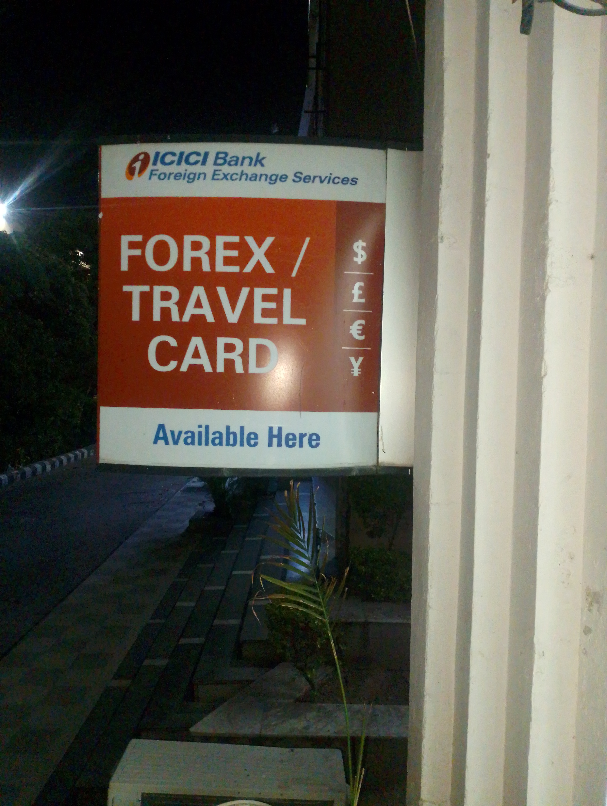 ICICI Bank
Foreign Exchange Services
FOREX /
TRAVEL
CARD
$
£
€
¥
Available Here